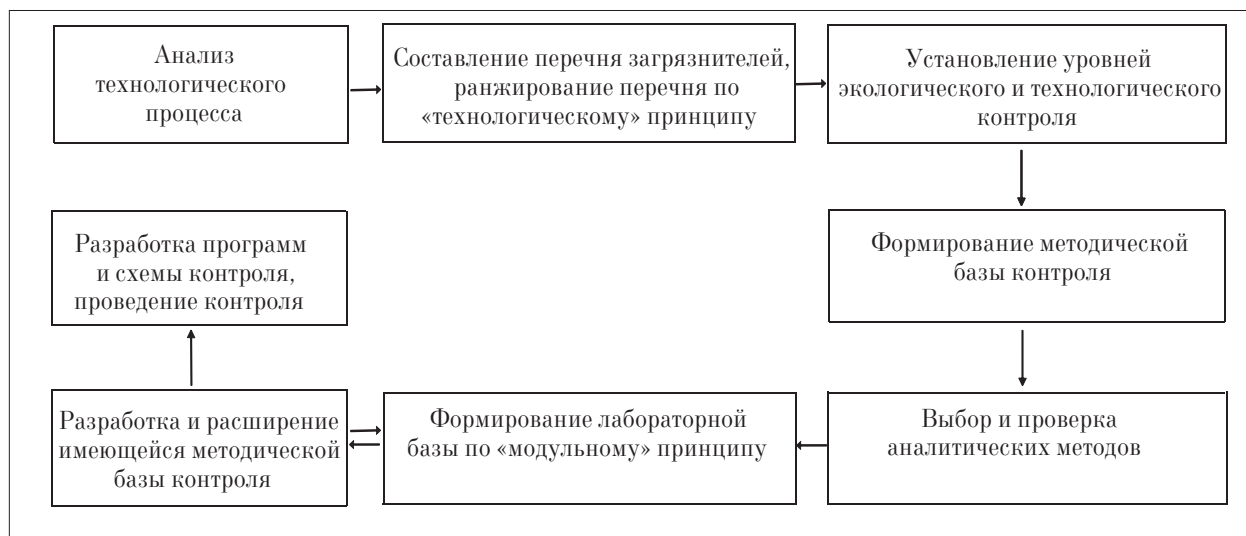 Анализ
технологического
процесса
Составление перечня загрязнителей,
ранжирование перечня по
«технологическому» принципу
Установление уровней
экологического и технологического
контроля
Формирование методической
базы контроля
Выбор и проверка
аналитических методов
Формирование лабораторной
базы по «модульному» принципу
Разработка и расширение
имеющейся методической
базы контроля
Разработка программ
и схемы контроля,
проведение контроля